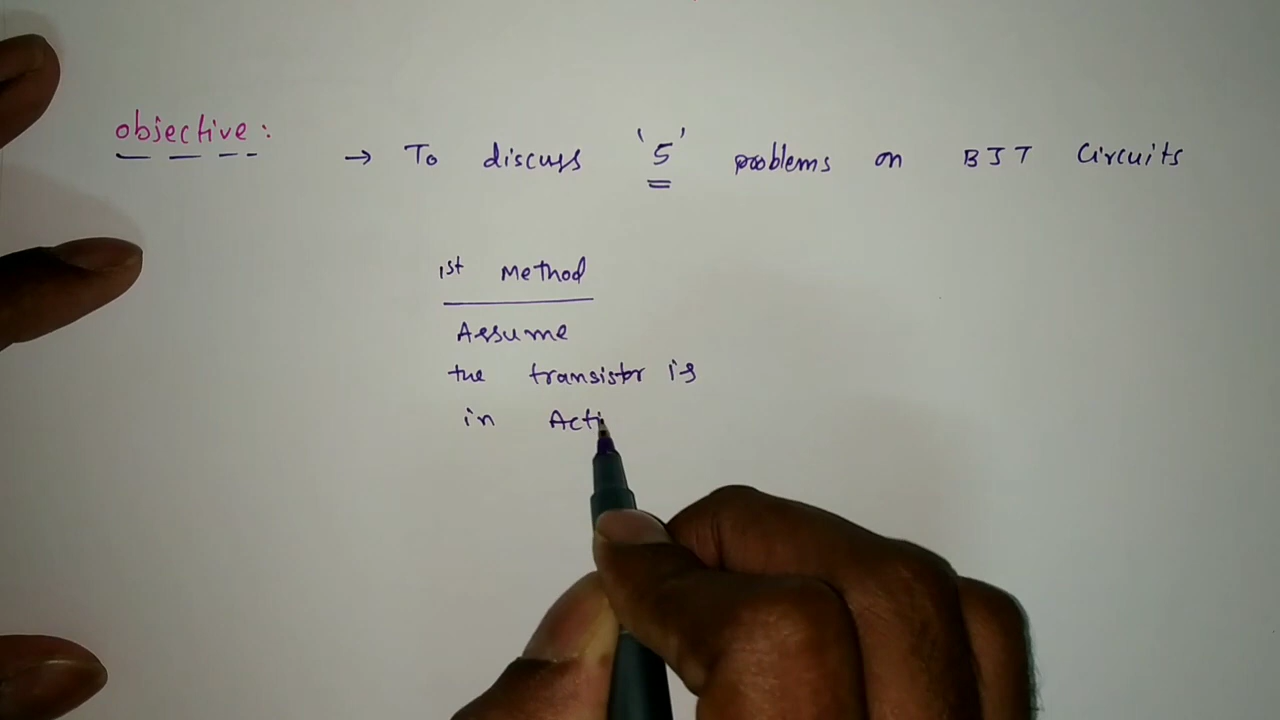 objective: → To discuss '5' problems on BJT Circuits
1st Method
Assume
the transistor is
in Acti